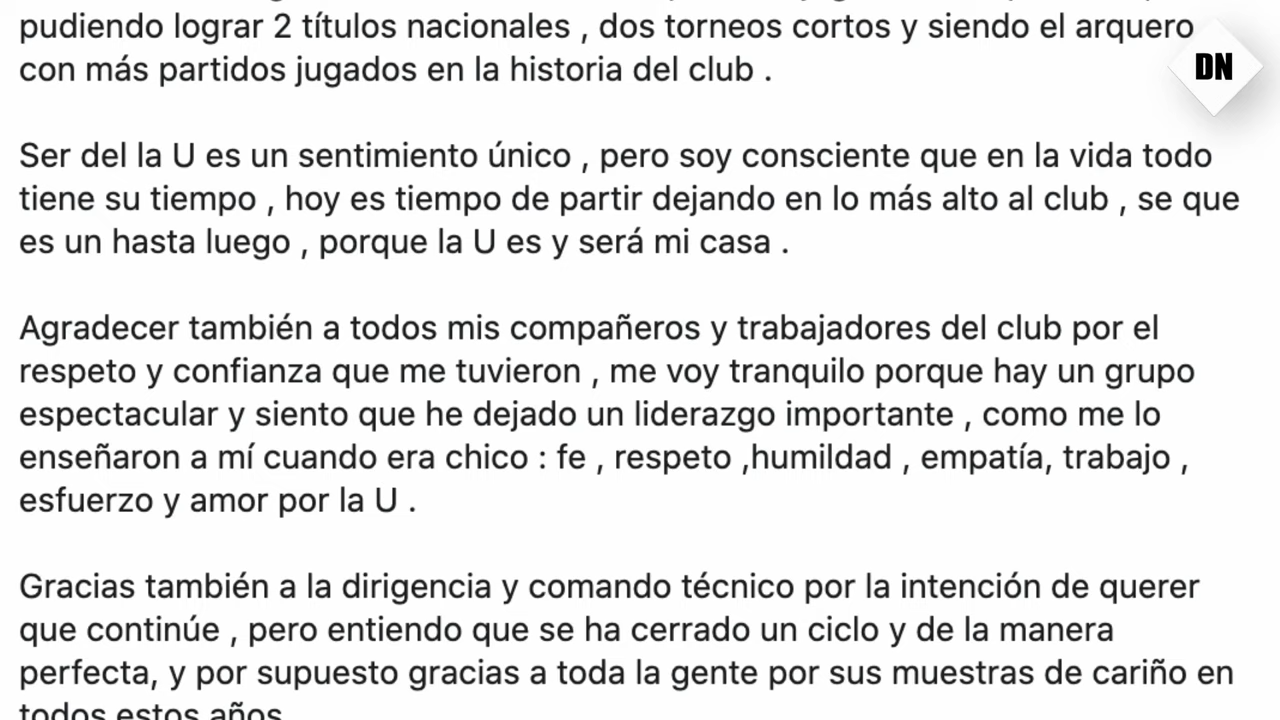 pudiendo lograr 2 títulos nacionales , dos torneos cortos y siendo el arquero
con más partidos jugados en la historia del club .
DN
Ser del la U es un sentimiento único , pero soy consciente que en la vida todo
tiene su tiempo , hoy es tiempo de partir dejando en lo más alto al club , se que
es un hasta luego , porque la U es y será mi casa .
Agradecer también a todos mis compañeros y trabajadores del club por el
respeto y confianza que me tuvieron , me voy tranquilo porque hay un grupo
espectacular y siento que he dejado un liderazgo importante , como me lo
enseñaron a mí cuando era chico : fe , respeto ,humildad , empatía, trabajo ,
esfuerzo y amor por la U .
Gracias también a la dirigencia y comando técnico por la intención de querer
que continúe , pero entiendo que se ha cerrado un ciclo y de la manera
perfecta, y por supuesto gracias a toda la gente por sus muestras de cariño en
todos estos años